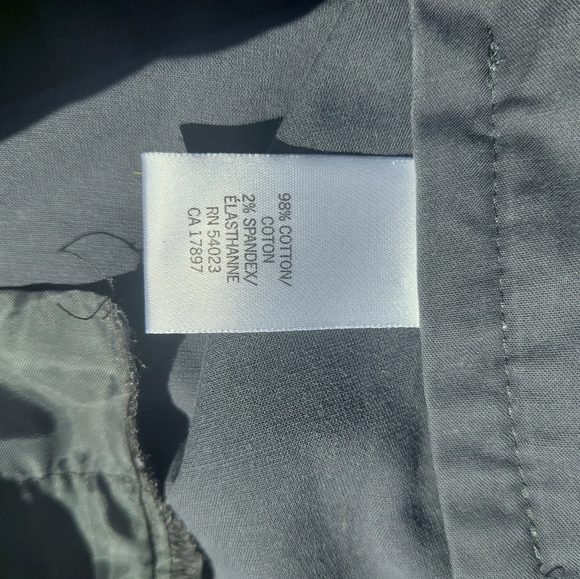 98% COTTON/
COTON
2% SPANDEX/
ÉLASTHANNE
RN 54023
CA 17897